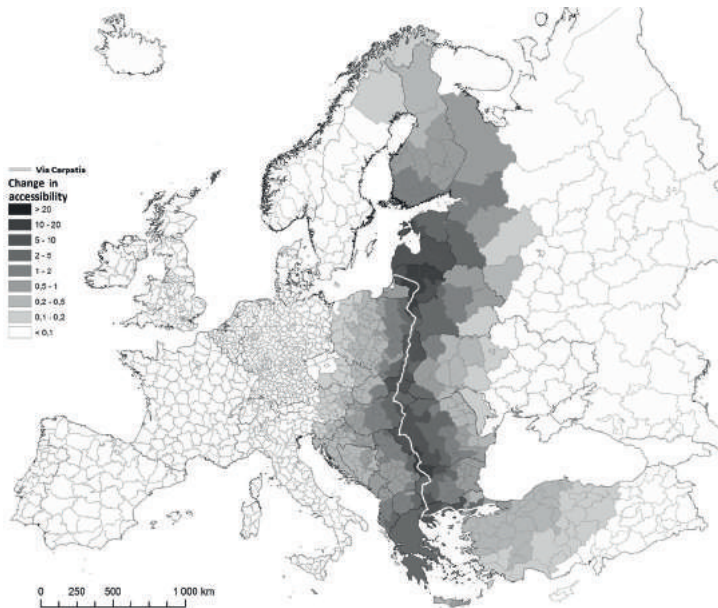 Via Carpatia
Change in
accessibility
> 20
10 - 20
5 - 10
2 - 5
1 - 2
0,5 - 1
0,2 - 0,5
0,1 - 0,2
< 0,1
0 250 500 1 000 km